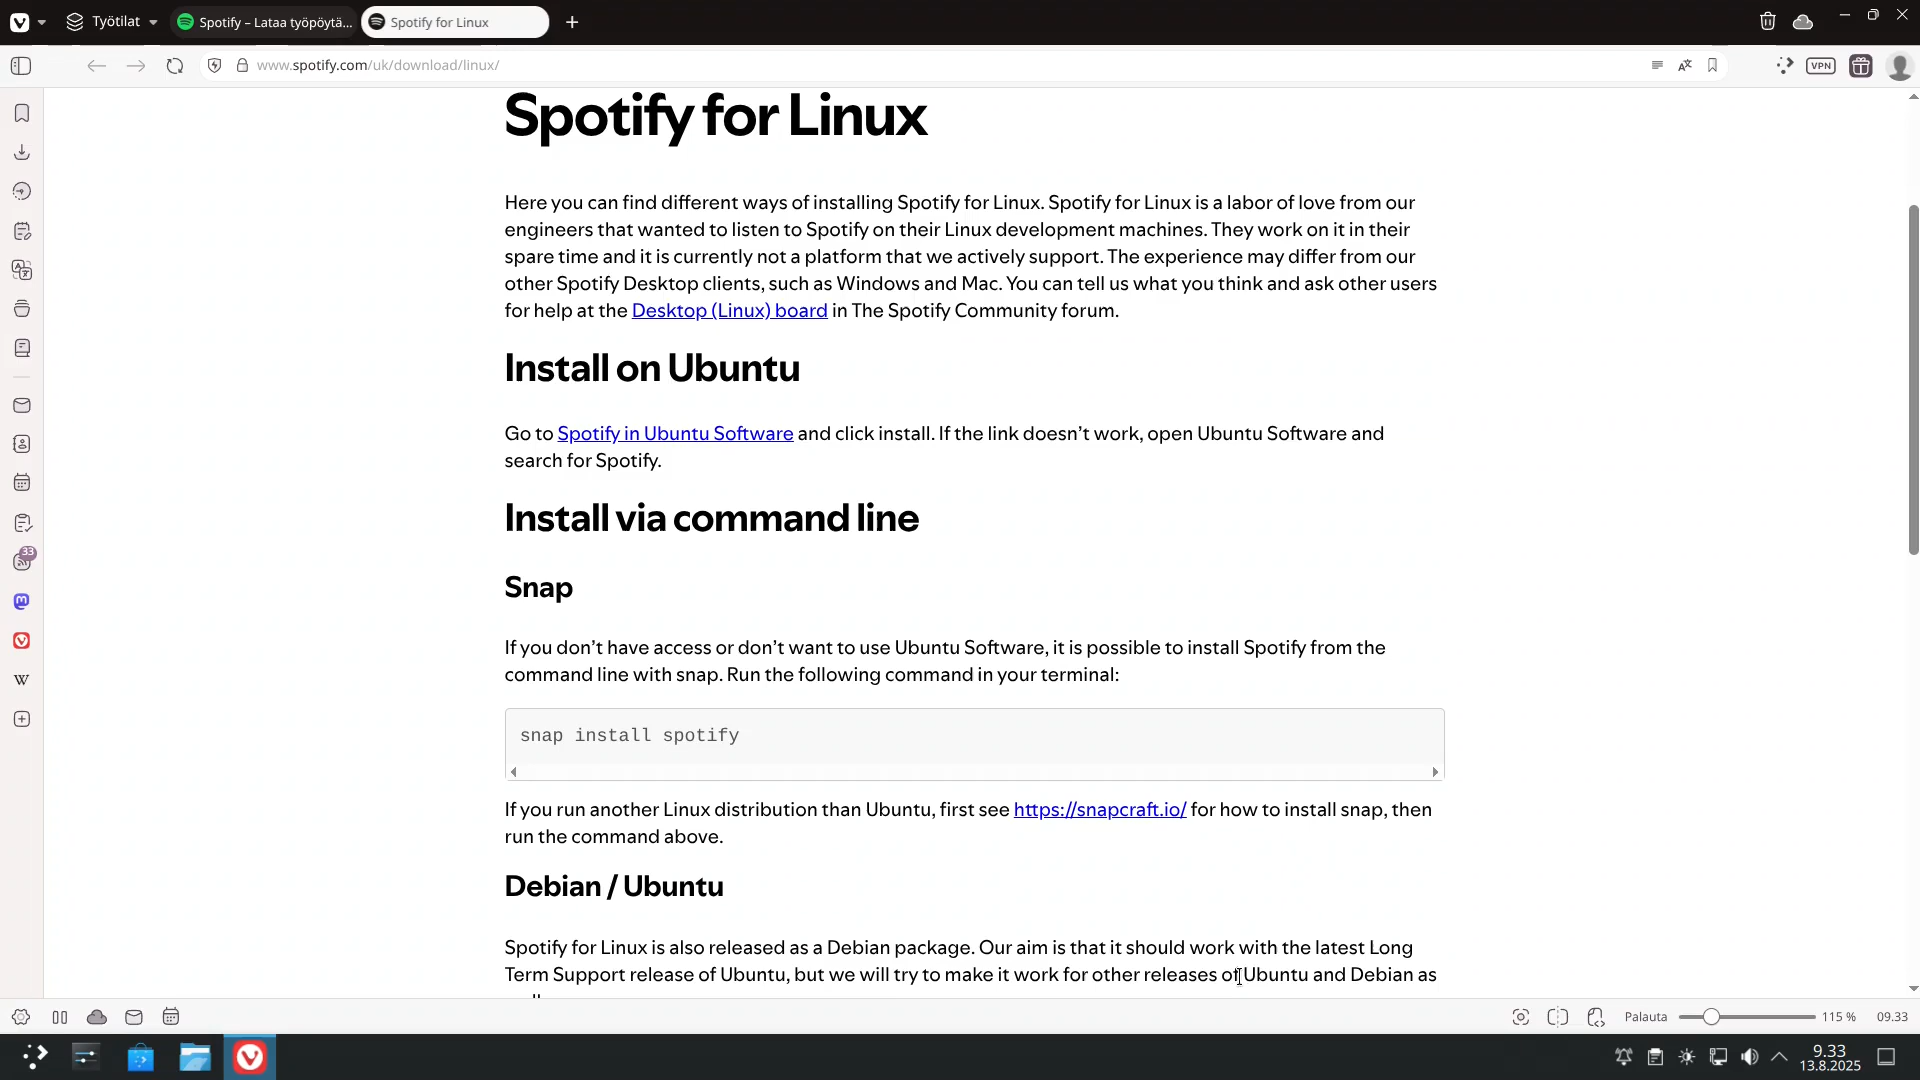 Työtilat
Spotify – Lataa työpöytä...
Spotify for Linux
www.spotify.com/uk/download/linux/
VPN
Spotify for Linux
Here you can find different ways of installing Spotify for Linux. Spotify for Linux is a labor of love from our
engineers that wanted to listen to Spotify on their Linux development machines. They work on it in their
spare time and it is currently not a platform that we actively support. The experience may differ from our
other Spotify Desktop clients, such as Windows and Mac. You can tell us what you think and ask other users
for help at the Desktop (Linux) board in The Spotify Community forum.
Install on Ubuntu
Go to Spotify in Ubuntu Software and click install. If the link doesn’t work, open Ubuntu Software and
search for Spotify.
Install via command line
Snap
33
If you don’t have access or don’t want to use Ubuntu Software, it is possible to install Spotify from the
command line with snap. Run the following command in your terminal:
W
snap install spotify
If you run another Linux distribution than Ubuntu, first see https://snapcraft.io/ for how to install snap, then
run the command above.
Debian / Ubuntu
Spotify for Linux is also released as a Debian package. Our aim is that it should work with the latest Long
Term Support release of Ubuntu, but we will try to make it work for other releases of Ubuntu and Debian as
Palauta
115 %
09.33
9.33
13.8.2025